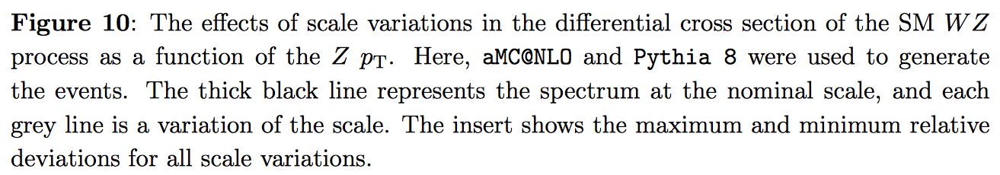 Figure 10: The effects of scale variations in the differential cross section of the SM WZ
process as a function of the Z pT. Here, aMC@NLO and Pythia 8 were used to generate
the events. The thick black line represents the spectrum at the nominal scale, and each
grey line is a variation of the scale. The insert shows the maximum and minimum relative
deviations for all scale variations.